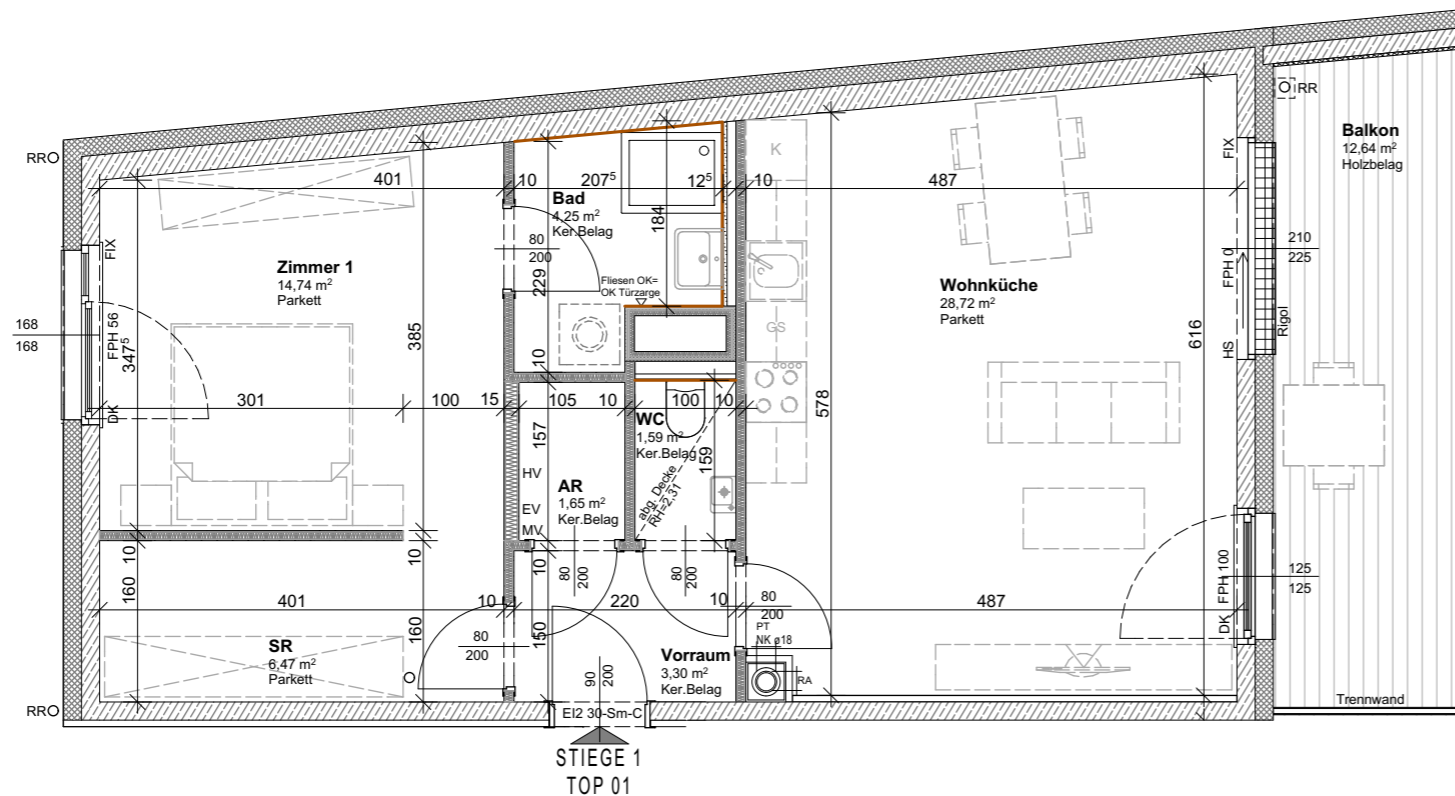 RR
FIX
168
168
FPH 56
DK
347⁵
Zimmer 1
14,74 m²
Parkett
401
385
301
100
15
10
160
10
160
401
10
SR
6,47 m²
Parkett
RR
80
200
10
207⁵
12⁵
10
Bad
4,25 m²
Ker.Belag
80
200
229
184
Fliesen OK=
OK Türzarge
10
105
10
100
10
157
HV
EV
MV
AR
1,65 m²
Ker.Belag
WC
1,59 m²
Ker.Belag
159
abg. Decke
RH=2,31
10
80
200
80
200
220
10
150
90
200
Vorraum
3,30 m²
Ker.Belag
EI2 30-Sm-C
STIEGE 1
TOP 01
K
GS
487
578
616
Wohnküche
28,72 m²
Parkett
80
200
PT
NK ø18
RA
487
FIX
FPH 0
HS
Rigol
210
225
FPH 100
DK
125
125
RR
Balkon
12,64 m²
Holzbelag
Trennwand